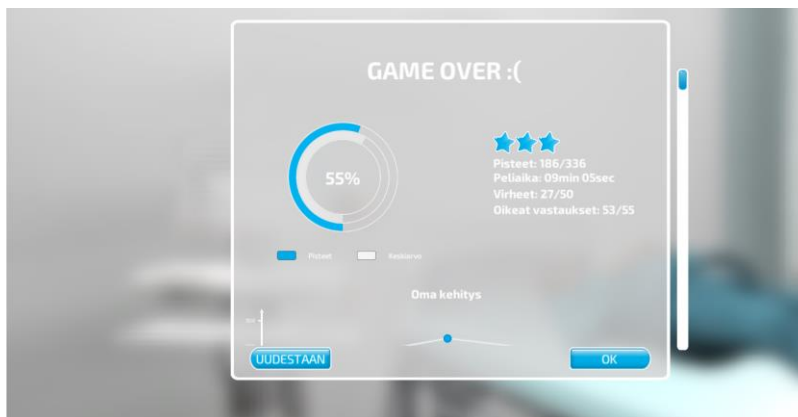 GAME OVER :(
55%
Pisteet: 186/336
Peliaika: 09min 05sec
Virheet: 27/50
Oikeat vastaukset: 53/55
Pisteet
Keskiarvo
Oma kehitys
UUDESTAAN
OK